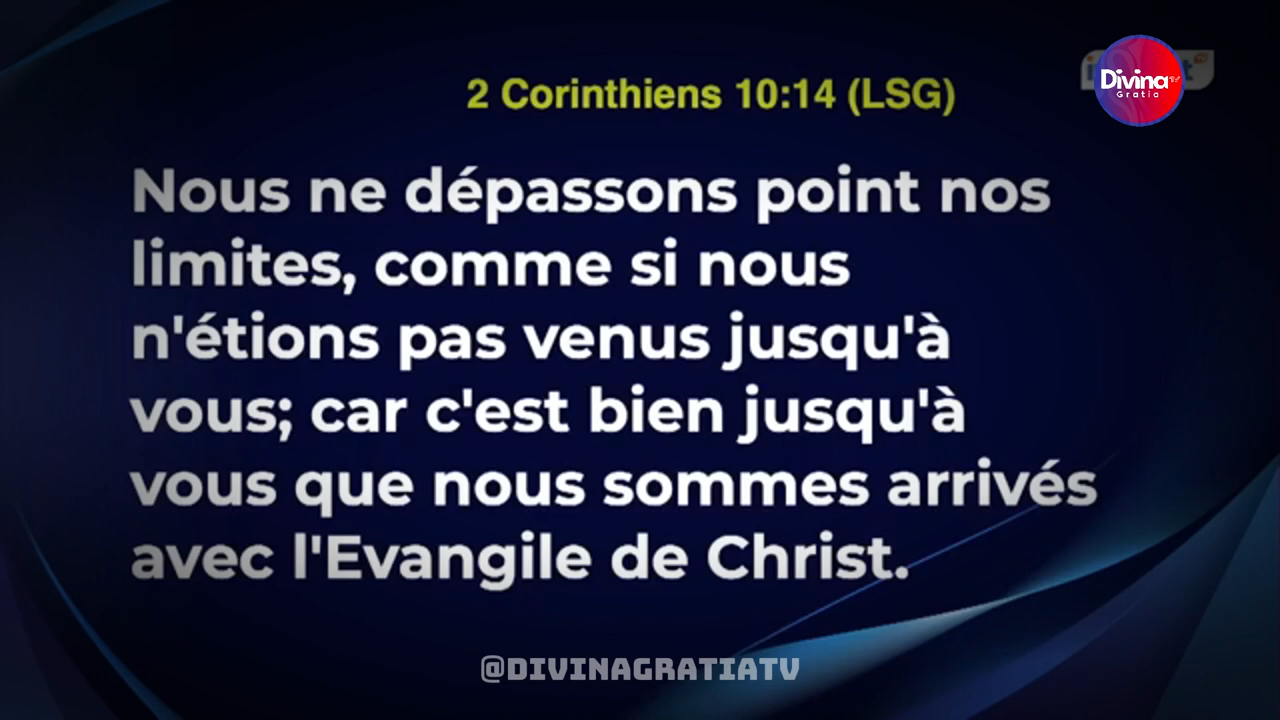 2 Corinthiens 10:14 (LSG)
Divina TV
Gratia
Nous ne dépassons point nos
limites, comme si nous
n'étions pas venus jusqu'à
vous; car c'est bien jusqu'à
vous que nous sommes arrivés
avec l'Evangile de Christ.
@DIVINAGRATIATV